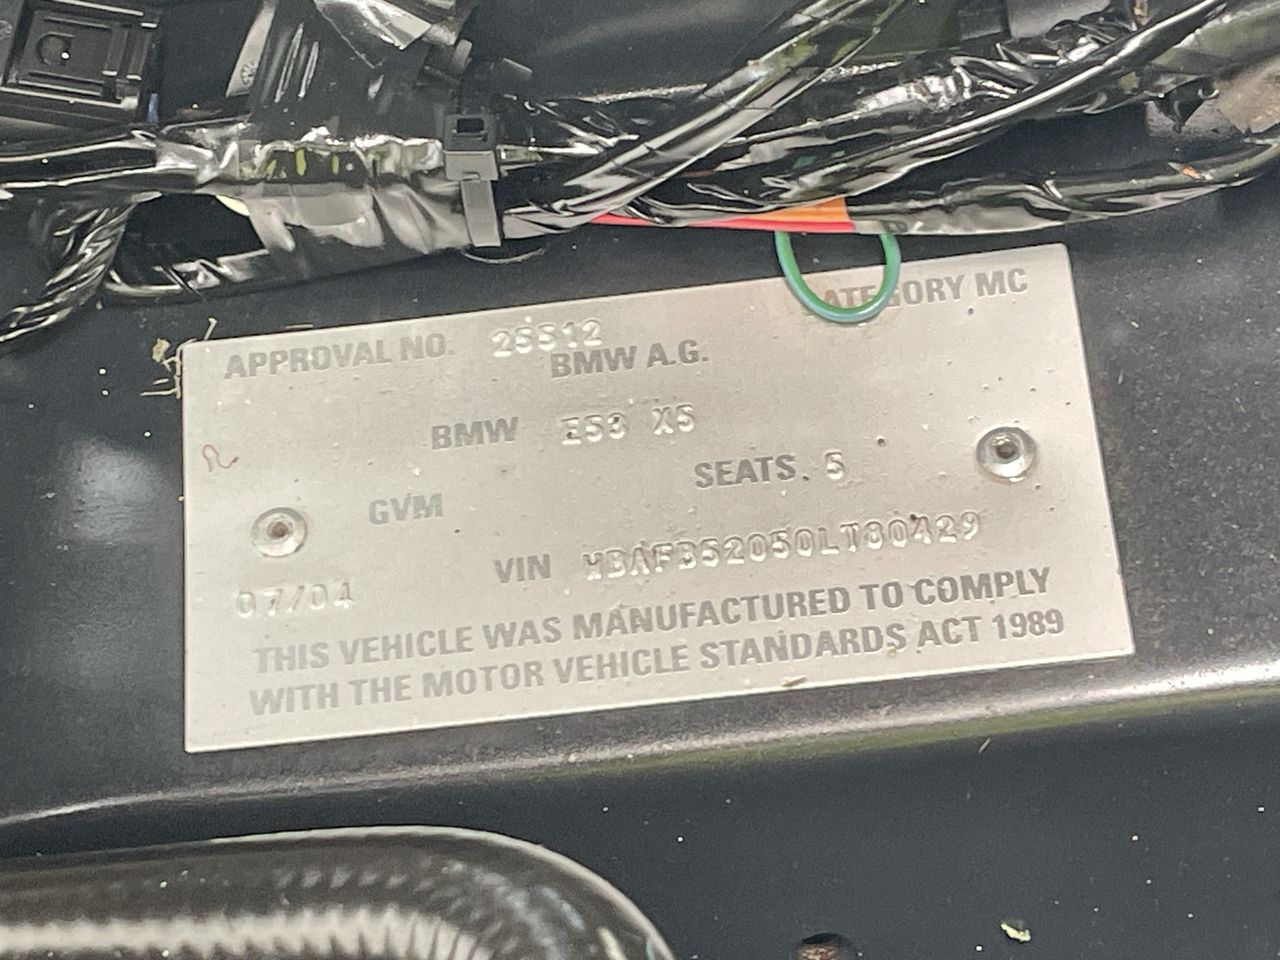 APPROVAL NO. 25512 CATEGORY MC
BMW A.G.
BMW E53 X5
SEATS. 5
GVM
VIN WBAFB52050LT80429
07/04
THIS VEHICLE WAS MANUFACTURED TO COMPLY
WITH THE MOTOR VEHICLE STANDARDS ACT 1989